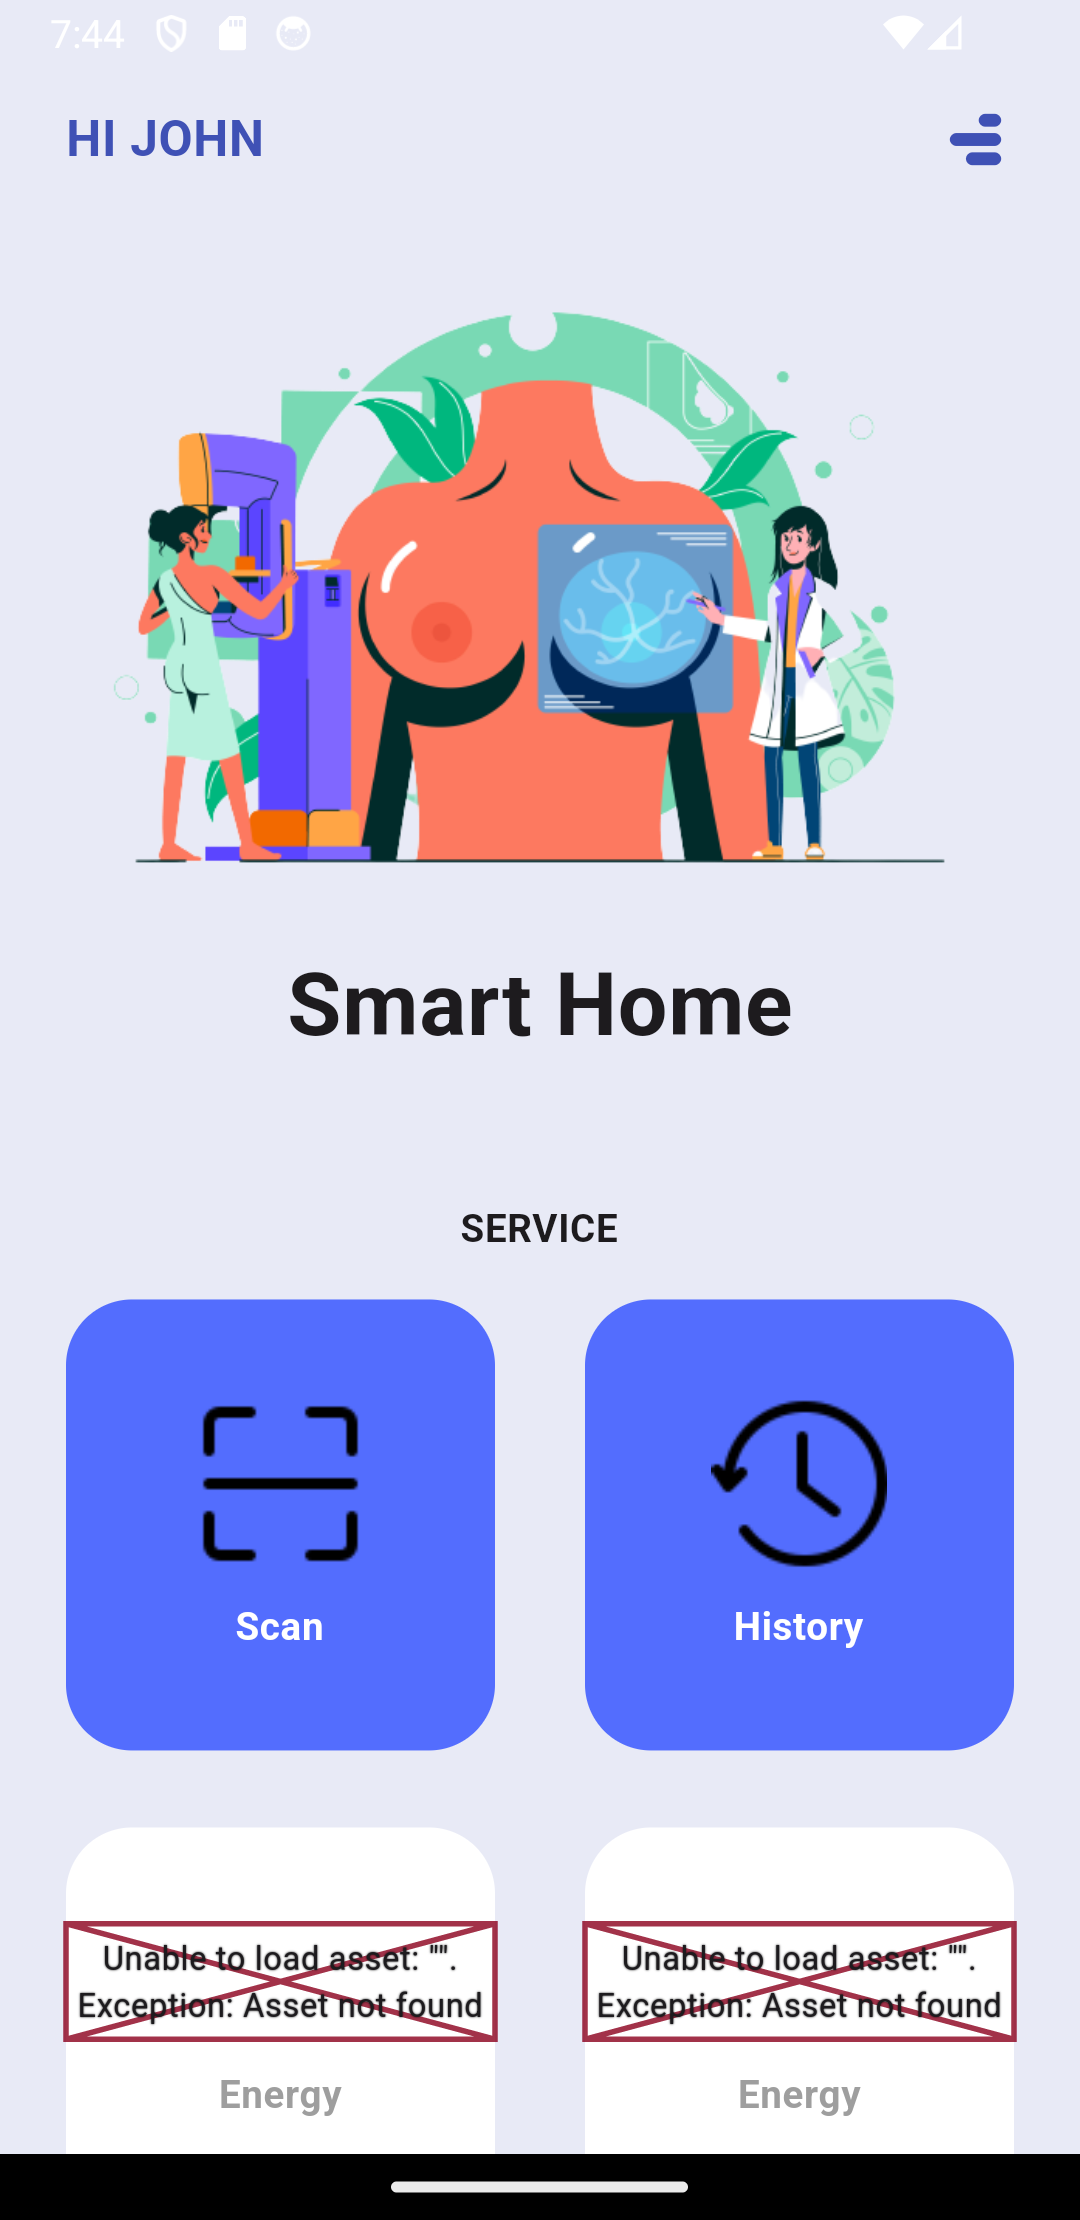 7:44
HI JOHN
Smart Home
SERVICE
Scan
History
Unable to load asset: "".
Exception: Asset not found
Unable to load asset: "".
Exception: Asset not found
Energy
Energy